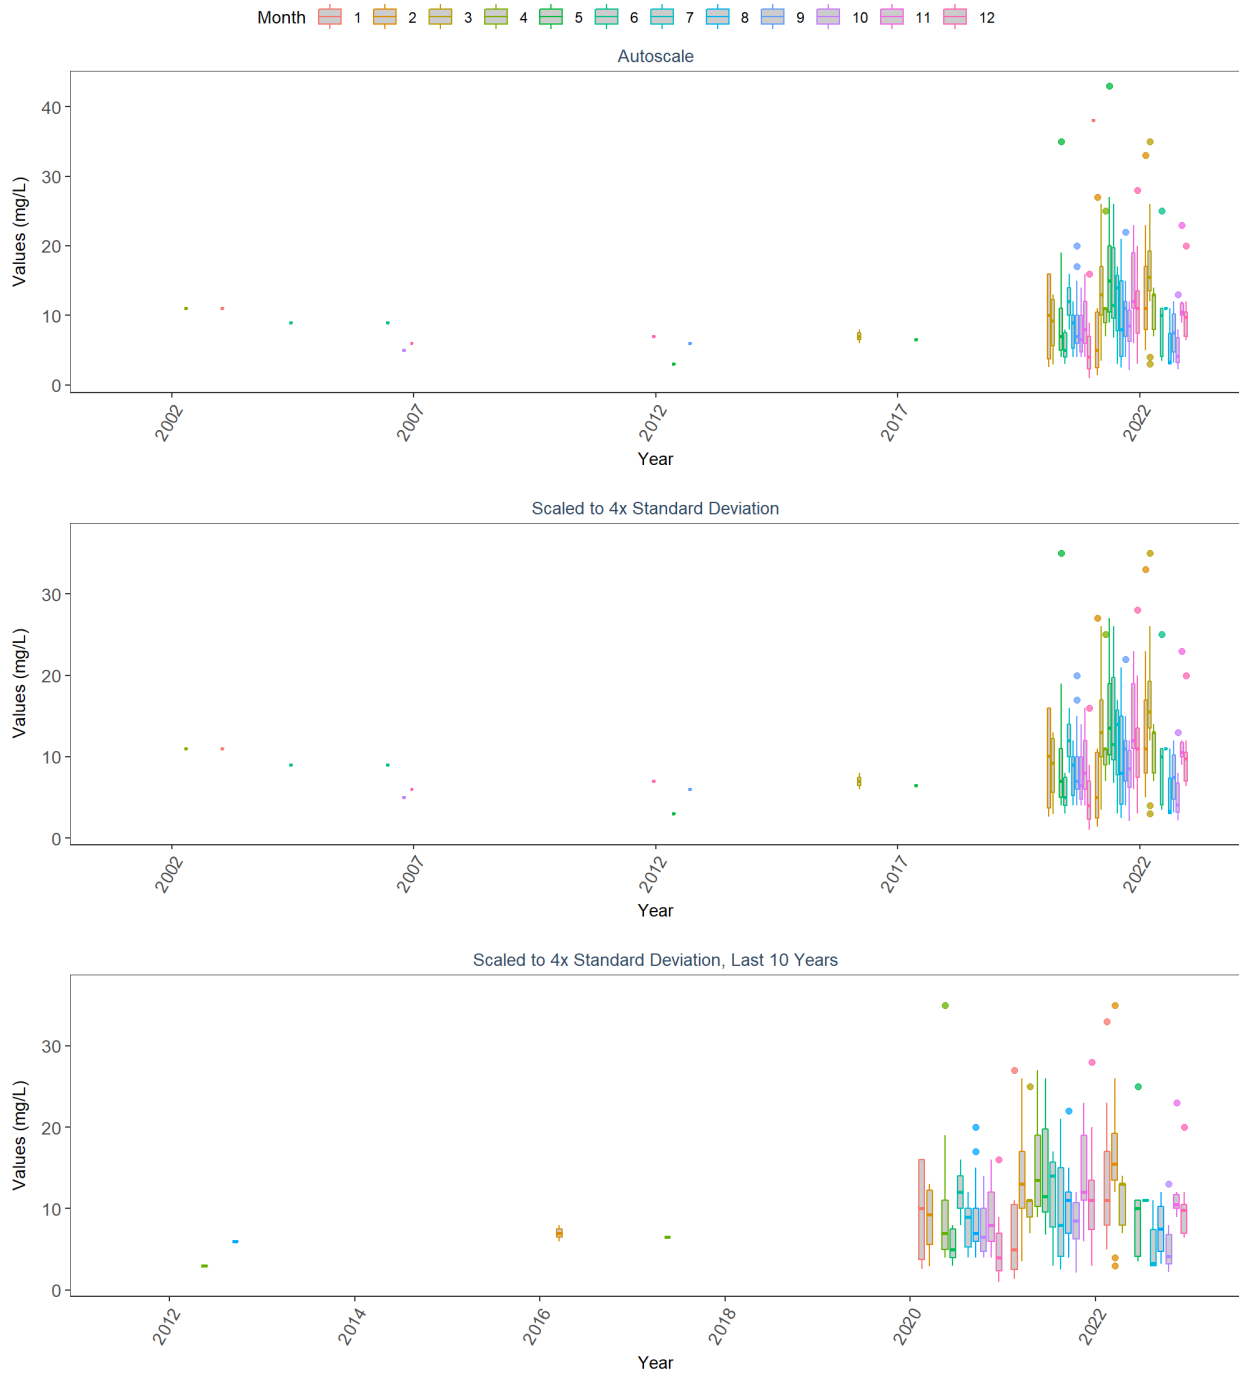 Month 1 2 3 4 5 6 7 8 9 10 11 12
Autoscale
40
30
20
10
0
Values (mg/L)
2002 2007 2012 2017 2022
Year
Scaled to 4x Standard Deviation
30
20
10
0
Values (mg/L)
2002 2007 2012 2017 2022
Year
Scaled to 4x Standard Deviation, Last 10 Years
30
20
10
0
Values (mg/L)
2012 2014 2016 2018 2020 2022
Year